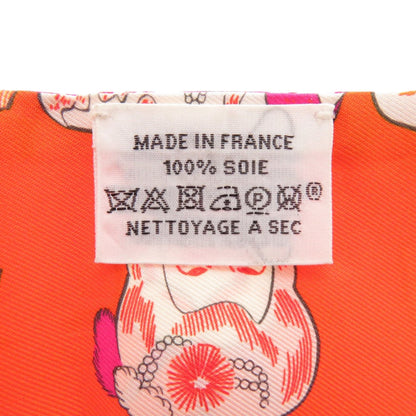 MADE IN FRANCE
100% SOIE
P W ®
NETTOYAGE A SEC